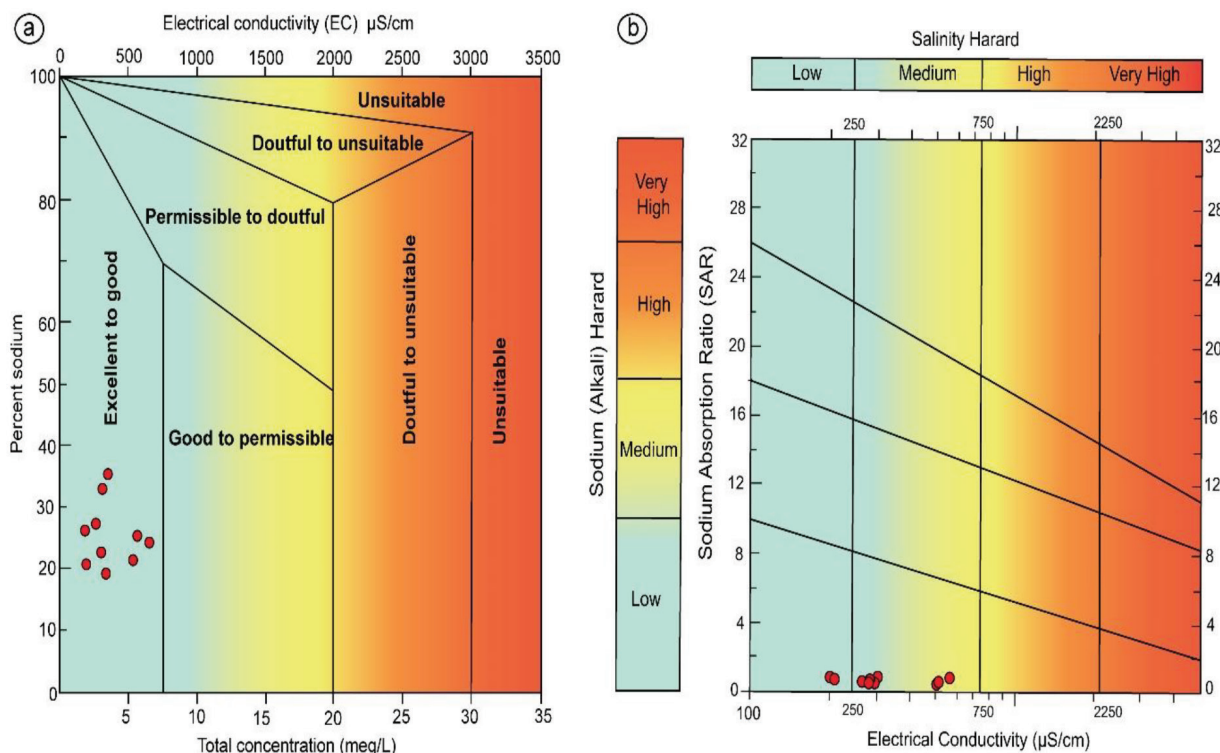 a
Electrical conductivity (EC) µS/cm
0 500 1000 1500 2000 2500 3000 3500
100
80
60
50
40
30
20
10
0
Percent sodium
Unsuitable
Doutful to unsuitable
Permissible to doutful
Excellent to good
Good to permissible
Doutful to unsuitable
Unsuitable
5 10 15 20 25 30 35
Total concentration (meg/L)
b
Salinity Harard
Low Medium High Very High
250 750 2250
Sodium (Alkali) Harard
Very
High
High
Medium
Low
Sodium Absorption Ratio (SAR)
32
28
24
22
18
16
12
8
4
0
32
28
24
20
16
12
8
4
0
100 250 750 2250
Electrical Conductivity (µS/cm)